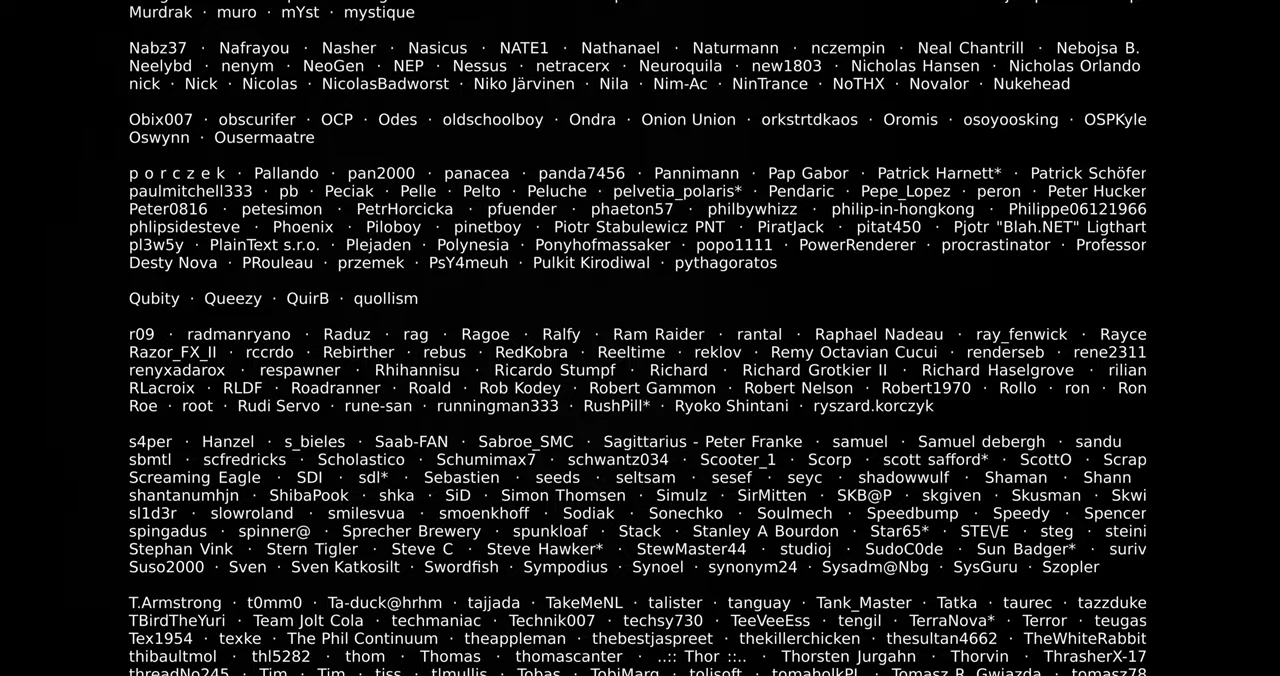 Murdrak · muro · mYst · mystique
Nabz37 · Nafrayou · Nasher · Nasicus · NATE1 · Nathanael · Naturmann · nczempin · Neal Chantrill · Nebojsa B.
Neelybd · nenym · NeoGen · NEP · Nessus · netracerx · Neuroquila · new1803 · Nicholas Hansen · Nicholas Orlando
nick · Nick · Nicolas · NicolasBadworst · Niko Järvinen · Nila · Nim-Ac · NinTrance · NoTHX · Novalor · Nukehead
Obix007 · obscurifer · OCP · Odes · oldschoolboy · Ondra · Onion Union · orkstrtdkaos · Oromis · osoyoosking · OSPKyle
Oswynn · Ousermaatre
p o r c z e k · Pallando · pan2000 · panacea · panda7456 · Pannimann · Pap Gabor · Patrick Harnett* · Patrick Schöfer
paulmitchell333 · pb · Peciak · Pelle · Pelto · Peluche · pelvetia_polaris* · Pendaric · Pepe_Lopez · peron · Peter Hucker
Peter0816 · petesimon · PetrHorcicka · pfuender · phaeton57 · philbywhizz · philip-in-hongkong · Philippe06121966
phlipsidesteve · Phoenix · Piloboy · pinetboy · Piotr Stabulewicz PNT · PiratJack · pitat450 · Pjotr "Blah.NET" Ligthart
pl3w5y · PlainText s.r.o. · Plejaden · Polynesia · Ponyhofmassaker · popo1111 · PowerRenderer · procrastinator · Professor
Desty Nova · PRouleau · przemek · PsY4meuh · Pulkit Kirodiwal · pythagoratos
Qubity · Queezy · QuirB · quollism
r09 · radmanryano · Raduz · rag · Ragoe · Ralfy · Ram Raider · rantal · Raphael Nadeau · ray_fenwick · Rayce
Razor_FX_II · rccrdo · Rebirther · rebus · RedKobra · Reeltime · reklov · Remy Octavian Cucui · renderseb · rene2311
renyxadarox · respawner · Rhihannisu · Ricardo Stumpf · Richard · Richard Grotkier II · Richard Haselgrove · rilian
RLacroix · RLDF · Roadranner · Roald · Rob Kodey · Robert Gammon · Robert Nelson · Robert1970 · Rollo · ron · Ron
Roe · root · Rudi Servo · rune-san · runningman333 · RushPill* · Ryoko Shintani · ryszard.korczyk
s4per · Hanzel · s_bieles · Saab-FAN · Sabroe_SMC · Sagittarius - Peter Franke · samuel · Samuel debergh · sandu
sbmtl · scfredricks · Scholastico · Schumimax7 · schwantz034 · Scooter_1 · Scorp · scott safford* · ScottO · Scrap
Screaming Eagle · SDI · sdl* · Sebastien · seeds · seltsam · sesef · seyc · shadowwulf · Shaman · Shann
shantanumhjn · ShibaPook · shka · SiD · Simon Thomsen · Simulz · SirMitten · SKB@P · skgiven · Skusman · Skwi
sl1d3r · slowroland · smilesvua · smoenkhoff · Sodiak · Sonechko · Soulmech · Speedbump · Speedy · Spencer
spingadus · spinner@ · Sprecher Brewery · spunkloaf · Stack · Stanley A Bourdon · Star65* · STE\/E · steg · steini
Stephan Vink · Stern Tigler · Steve C · Steve Hawker* · StewMaster44 · studioj · SudoC0de · Sun Badger* · suriv
Suso2000 · Sven · Sven Katkosilt · Swordfish · Sympodius · Synoel · synonym24 · Sysadm@Nbg · SysGuru · Szopler
T.Armstrong · t0mm0 · Ta-duck@hrhm · tajjada · TakeMeNL · talister · tanguay · Tank_Master · Tatka · taurec · tazzduke
TBirdTheYuri · Team Jolt Cola · techmaniac · Technik007 · techsy730 · TeeVeeEss · tengil · TerraNova* · Terror · teugas
Tex1954 · texke · The Phil Continuum · theappleman · thebestjaspreet · thekillerchicken · thesultan4662 · TheWhiteRabbit
thibaultmol · thl5282 · thom · Thomas · thomascanter · ..:: Thor ::.. · Thorsten Jurgahn · Thorvin · ThrasherX-17
threadNo245 · Tim · Tim · tiss · tlmullis · Tobas · TobiMarg · tolisoft · tomaholkPL · Tomasz R. Gwiazda · tomasz78